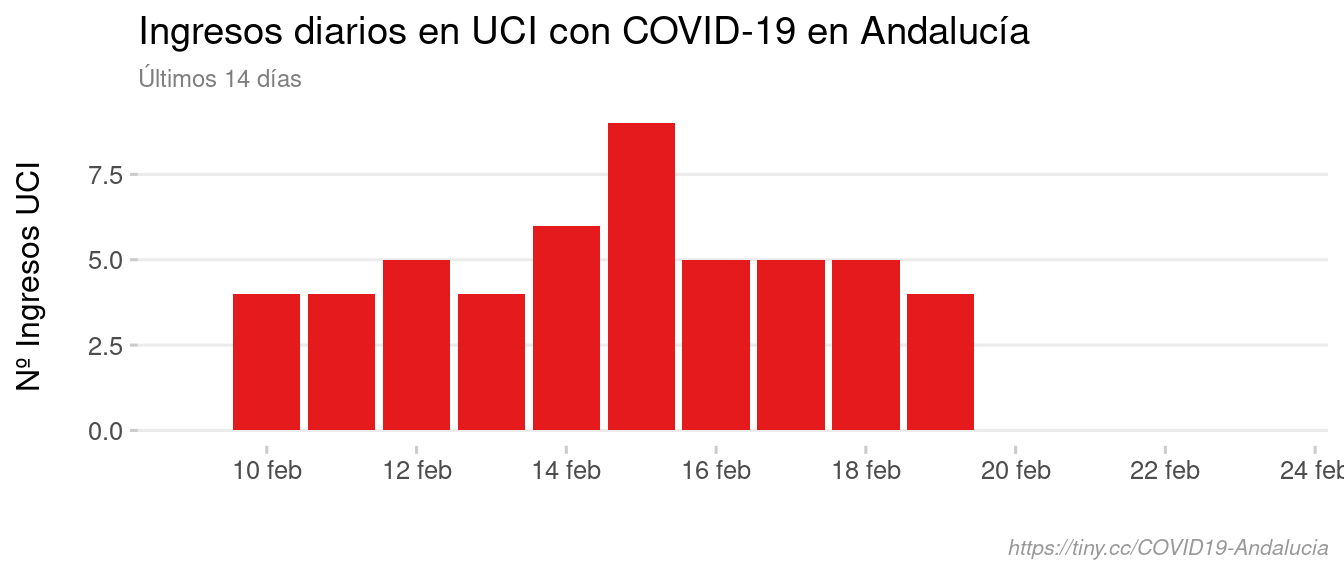 Ingresos diarios en UCI con COVID-19 en Andalucía
Últimos 14 días
Nº Ingresos UCI
7.5
5.0
2.5
0.0
10 feb 12 feb 14 feb 16 feb 18 feb 20 feb 22 feb 24 feb
https://tiny.cc/COVID19-Andalucia